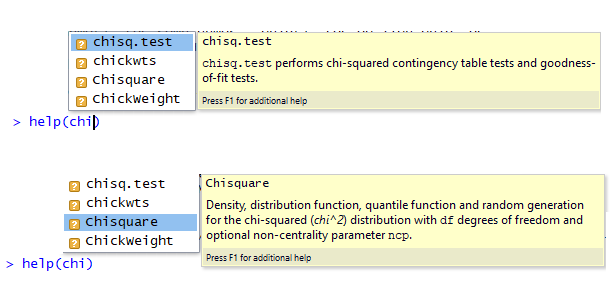 chisq.test
chickwts
Chisquare
ChickWeight
chisq.test
chisq.test performs chi-squared contingency table tests and goodness-
of-fit tests.
Press F1 for additional help
> help(chi)
chisq.test
chickwts
Chisquare
ChickWeight
Chisquare
Density, distribution function, quantile function and random generation
for the chi-squared (chi^2) distribution with df degrees of freedom and
optional non-centrality parameter ncp.
Press F1 for additional help
> help(chi)